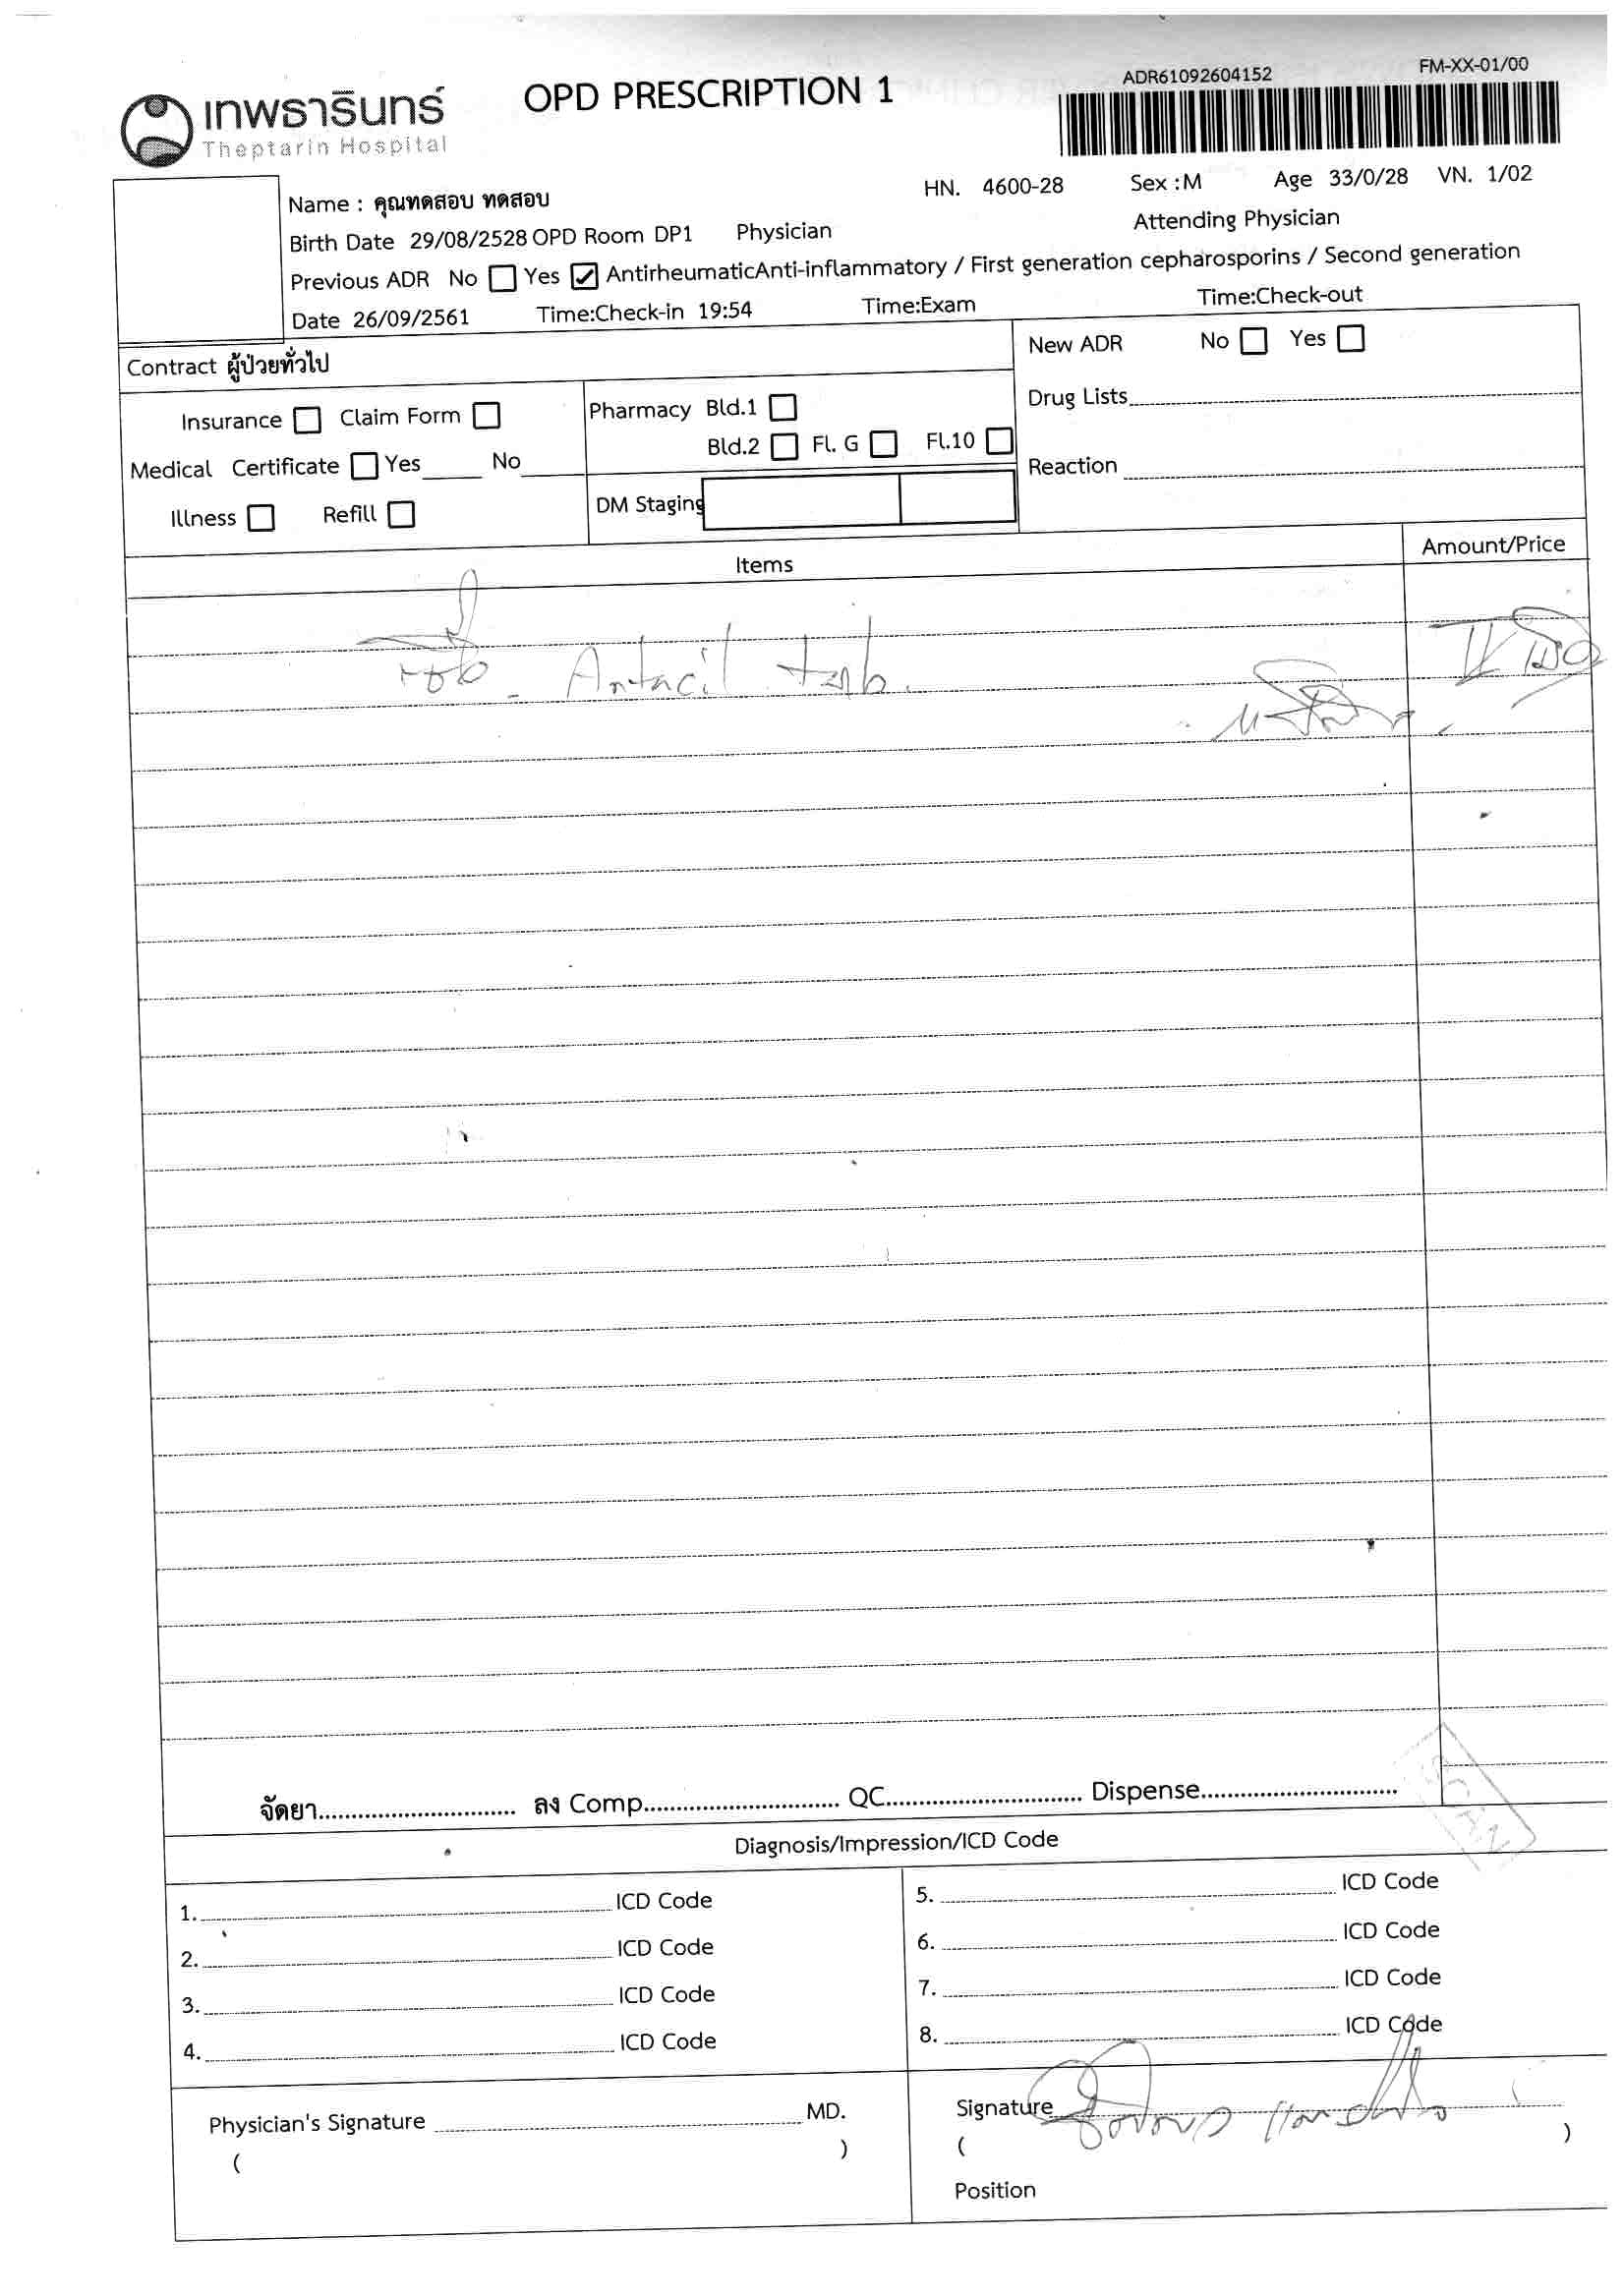 เทพธารินทร์
Theptarin Hospital
OPD PRESCRIPTION 1
ADR61092604152
FM-XX-01/00
HN. 4600-28 Sex :M Age 33/0/28 VN. 1/02
Name : คุณทดสอบ ทดสอบ
Birth Date 29/08/2528 OPD Room DP1 Physician Attending Physician
Previous ADR No Yes AntirheumaticAnti-inflammatory / First generation cepharosporins / Second generation
Date 26/09/2561 Time:Check-in 19:54 Time:Exam Time:Check-out
Contract ผู้ป่วยทั่วไป
New ADR No Yes
Insurance Claim Form
Pharmacy Bld.1
Drug Lists
Medical Certificate Yes No
Bld.2 Fl. G Fl.10
Reaction
Illness Refill
DM Staging
Items
Amount/Price
- Antacil tab.
จัดยา ลง Comp QC Dispense
SCAN
Diagnosis/Impression/ICD Code
1. ICD Code
2. ICD Code
3. ICD Code
4. ICD Code
5. ICD Code
6. ICD Code
7. ICD Code
8. ICD Code
Physician's Signature MD.
( )
Signature
( )
Position